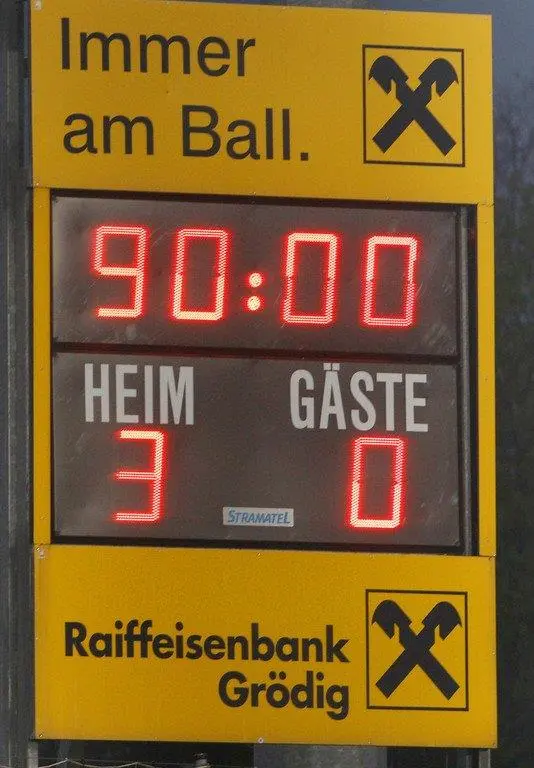 Immer
am Ball.
90:00
HEIM GÄSTE
3 0
STRAMATEL
Raiffeisenbank
Grödig